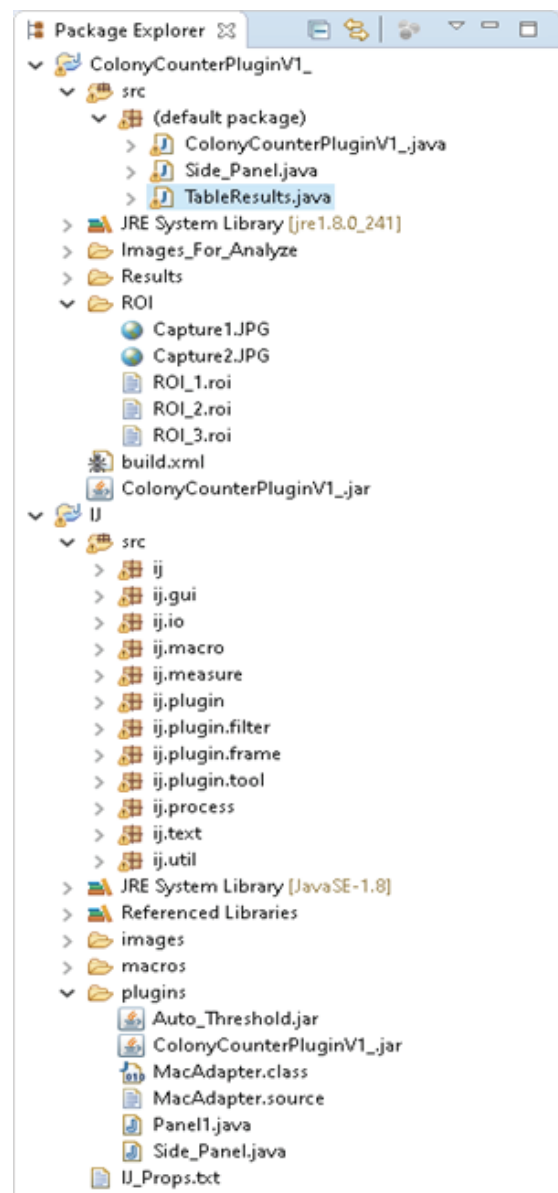 Package Explorer
ColonyCounterPluginV1_
src
(default package)
ColonyCounterPluginV1_.java
Side_Panel.java
TableResults.java
JRE System Library [jre1.8.0_241]
Images_For_Analyze
Results
ROI
Capture1.JPG
Capture2.JPG
ROI_1.roi
ROI_2.roi
ROI_3.roi
build.xml
ColonyCounterPluginV1_.jar
IJ
src
ij
ij.gui
ij.io
ij.macro
ij.measure
ij.plugin
ij.plugin.filter
ij.plugin.frame
ij.plugin.tool
ij.process
ij.text
ij.util
JRE System Library [JavaSE-1.8]
Referenced Libraries
images
macros
plugins
Auto_Threshold.jar
ColonyCounterPluginV1_.jar
MacAdapter.class
MacAdapter.source
Panel1.java
Side_Panel.java
IJ_Props.txt